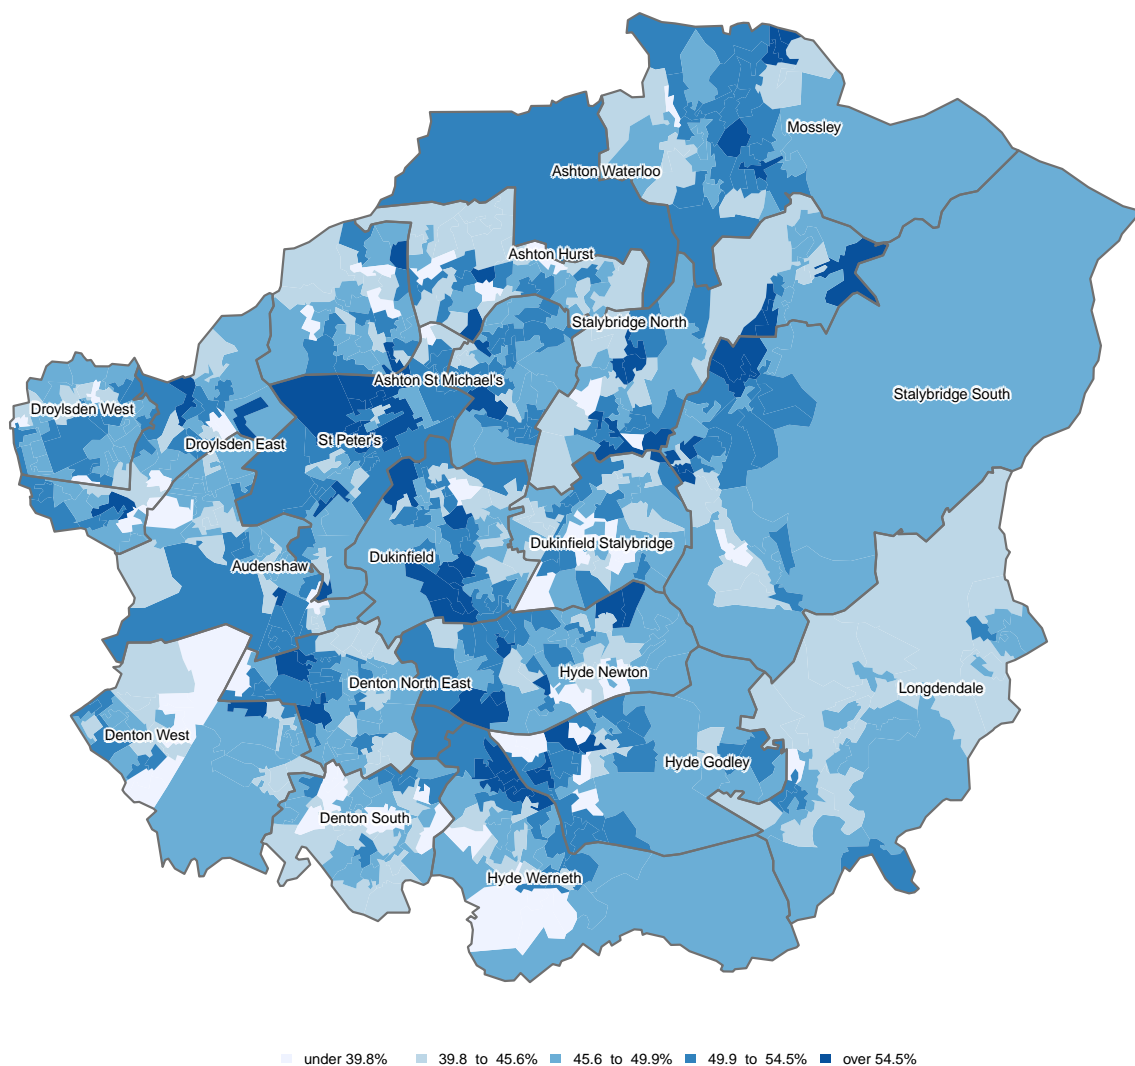 Mossley
Ashton Waterloo
Ashton Hurst
Stalybridge North
Ashton St Michael's
Stalybridge South
Droylsden West
Droylsden East
St Peter's
Dukinfield
Dukinfield Stalybridge
Audenshaw
Hyde Newton
Denton North East
Longdendale
Denton West
Hyde Godley
Denton South
Hyde Werneth
under 39.8% 39.8 to 45.6% 45.6 to 49.9% 49.9 to 54.5% over 54.5%